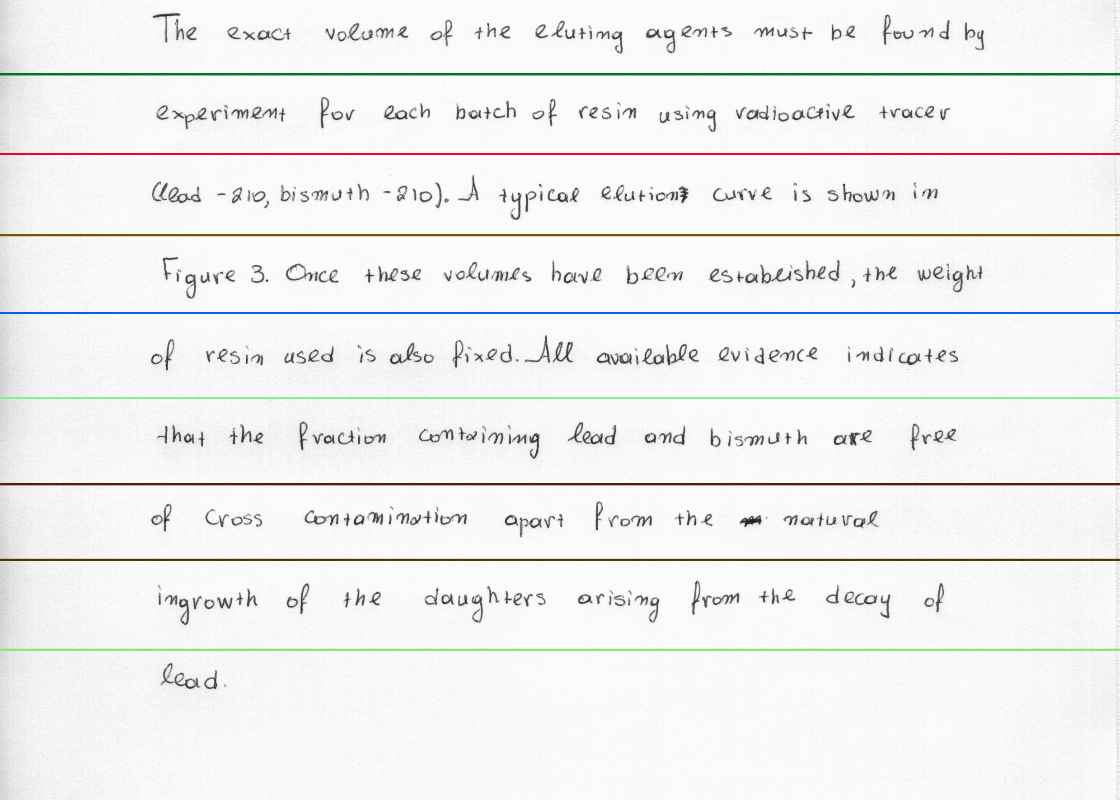 The exact volume of the eluting agents must be found by
experiment for each batch of resin using radioactive tracer
(lead -210, bismuth -210). A typical elution curve is shown in
Figure 3. Once these volumes have been established, the weight
of resin used is also fixed. All available evidence indicates
that the fraction containing lead and bismuth are free
of cross contamination apart from the natural
ingrowth of the daughters arising from the decay of
lead.